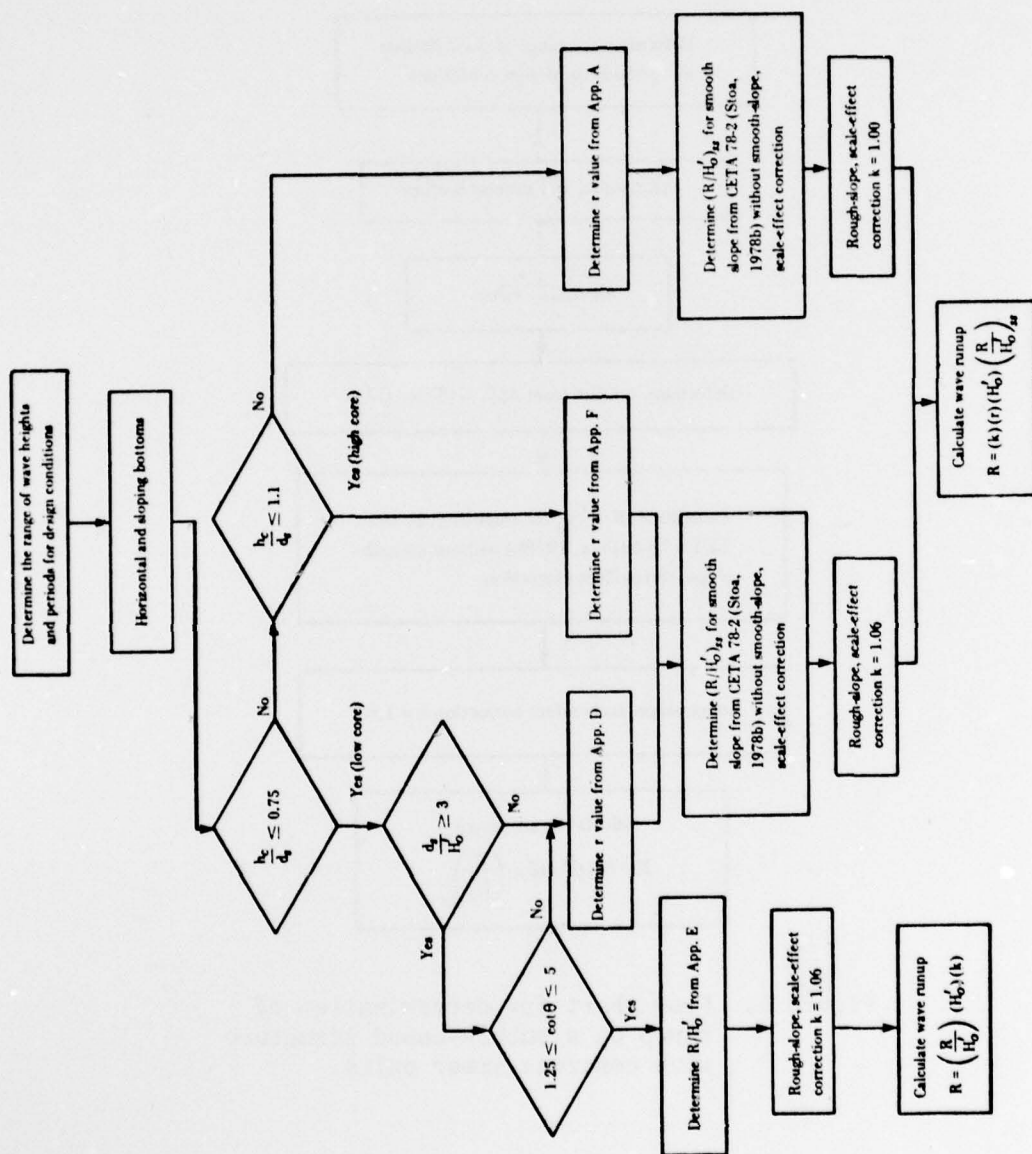 Determine the range of wave heights
and periods for design conditions
Horizontal and sloping bottoms
h_c / d_s ≤ 0.75
No
Yes (low core)
h_c / d_s ≤ 1.1
No
Yes (high core)
d_s / H'_o ≥ 3
Yes
No
1.25 ≤ cot θ ≤ 5
No
Yes
Determine R/H'_o from App. E
Rough-slope, scale-effect
correction k = 1.06
Calculate wave runup
R = (R / H'_o) (H'_o) (k)
Determine r value from App. D
Determine r value from App. F
Determine (R/H'_o)_ss for smooth
slope from CETA 78-2 (Stoa,
1978b) without smooth-slope,
scale-effect correction
Rough-slope, scale-effect
correction k = 1.06
Determine r value from App. A
Determine (R/H'_o)_ss for smooth
slope from CETA 78-2 (Stoa,
1978b) without smooth-slope,
scale-effect correction
Rough-slope, scale-effect
correction k = 1.00
Calculate wave runup
R = (k) (r) (H'_o) (R / H'_o)_ss